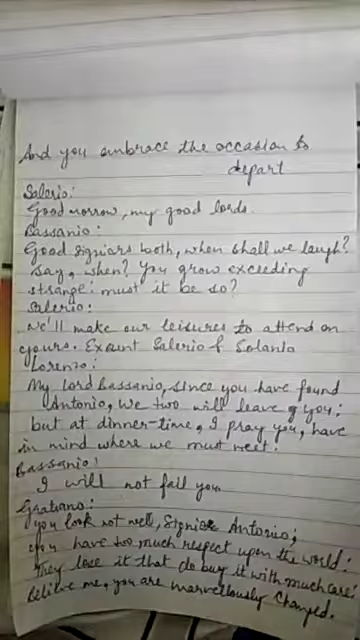 And you embrace the occasion to
depart
Salerio:
Good morrow, my good lords.
Bassanio:
Good signiors both, when shall we laugh?
Say, when? You grow exceeding
strange: must it be so?
Salerio:
We'll make our leisures to attend on
yours. Exeunt Salerio & Solanio
Lorenzo:
My Lord Bassanio, since you have found
Antonio, We two will leave you;
but at dinner-time, I pray you, have
in mind where we must meet.
Bassanio:
I will not fail you
Gratiano:
You look not well, Signior Antonio;
You have too much respect upon the world:
They lose it that do buy it with much care:
Believe me, you are marvellously changed.